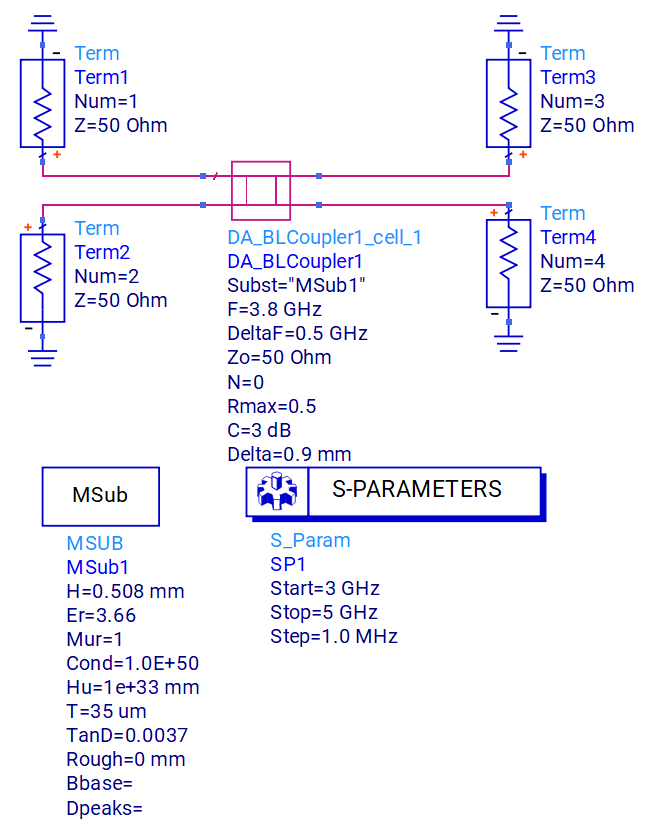 Term
Term1
Num=1
Z=50 Ohm
Term
Term3
Num=3
Z=50 Ohm
Term
Term2
Num=2
Z=50 Ohm
Term
Term4
Num=4
Z=50 Ohm
DA_BLCoupler1_cell_1
DA_BLCoupler1
Subst="MSub1"
F=3.8 GHz
DeltaF=0.5 GHz
Zo=50 Ohm
N=0
Rmax=0.5
C=3 dB
Delta=0.9 mm
MSub
MSUB
MSub1
H=0.508 mm
Er=3.66
Mur=1
Cond=1.0E+50
Hu=1e+33 mm
T=35 um
TanD=0.0037
Rough=0 mm
Bbase=
Dpeaks=
S-PARAMETERS
S_Param
SP1
Start=3 GHz
Stop=5 GHz
Step=1.0 MHz